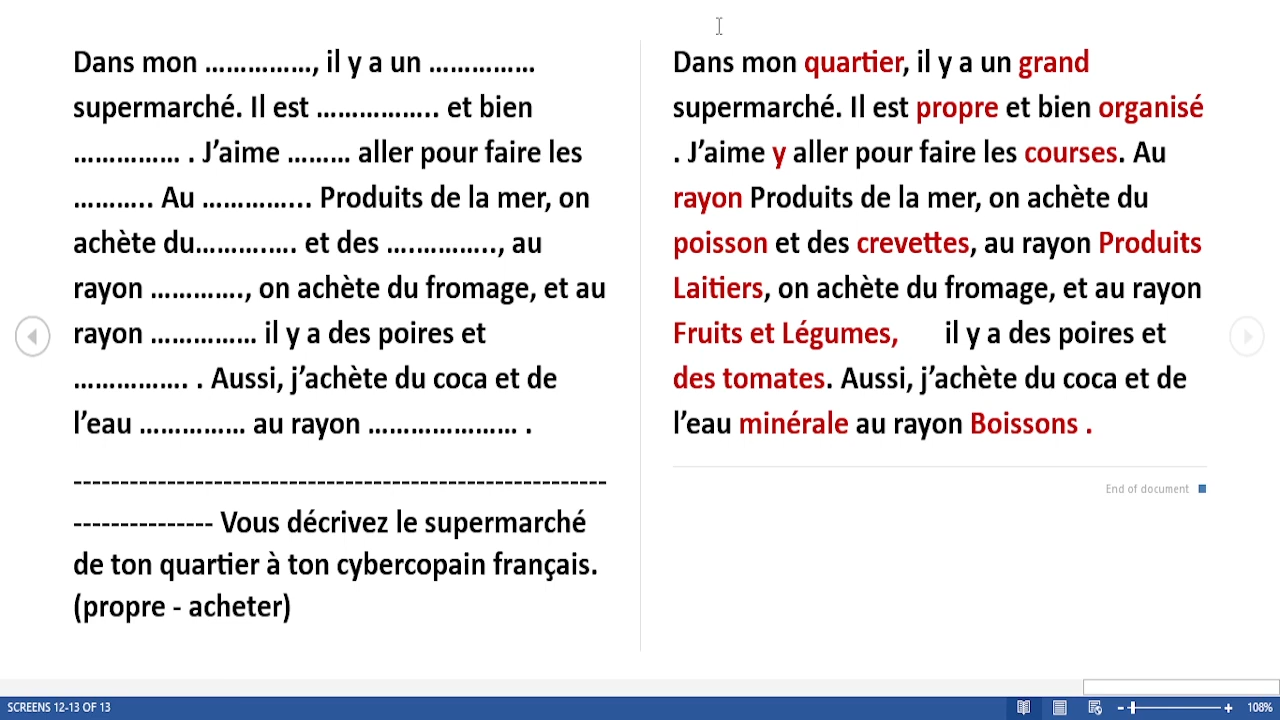 Dans mon ……………, il y a un ……………
supermarché. Il est …………….. et bien
…………… . J’aime ……… aller pour faire les
……….. Au …………... Produits de la mer, on
achète du……….…. et des ….……….., au
rayon …………., on achète du fromage, et au
rayon …………… il y a des poires et
……………. . Aussi, j’achète du coca et de
l’eau …………… au rayon ………………… .
---------------------------------------------------------
--------------- Vous décrivez le supermarché
de ton quartier à ton cybercopain français.
(propre - acheter)
Dans mon quartier, il y a un grand
supermarché. Il est propre et bien organisé
. J’aime y aller pour faire les courses. Au
rayon Produits de la mer, on achète du
poisson et des crevettes, au rayon Produits
Laitiers, on achète du fromage, et au rayon
Fruits et Légumes, il y a des poires et
des tomates. Aussi, j’achète du coca et de
l’eau minérale au rayon Boissons .
End of document
SCREENS 12-13 OF 13
108%